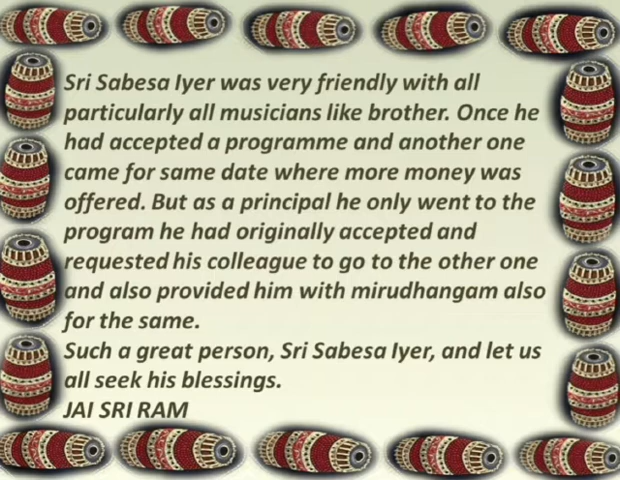 Sri Sabesa Iyer was very friendly with all
particularly all musicians like brother. Once he
had accepted a programme and another one
came for same date where more money was
offered. But as a principal he only went to the
program he had originally accepted and
requested his colleague to go to the other one
and also provided him with mirudhangam also
for the same.
Such a great person, Sri Sabesa Iyer, and let us
all seek his blessings.
JAI SRI RAM